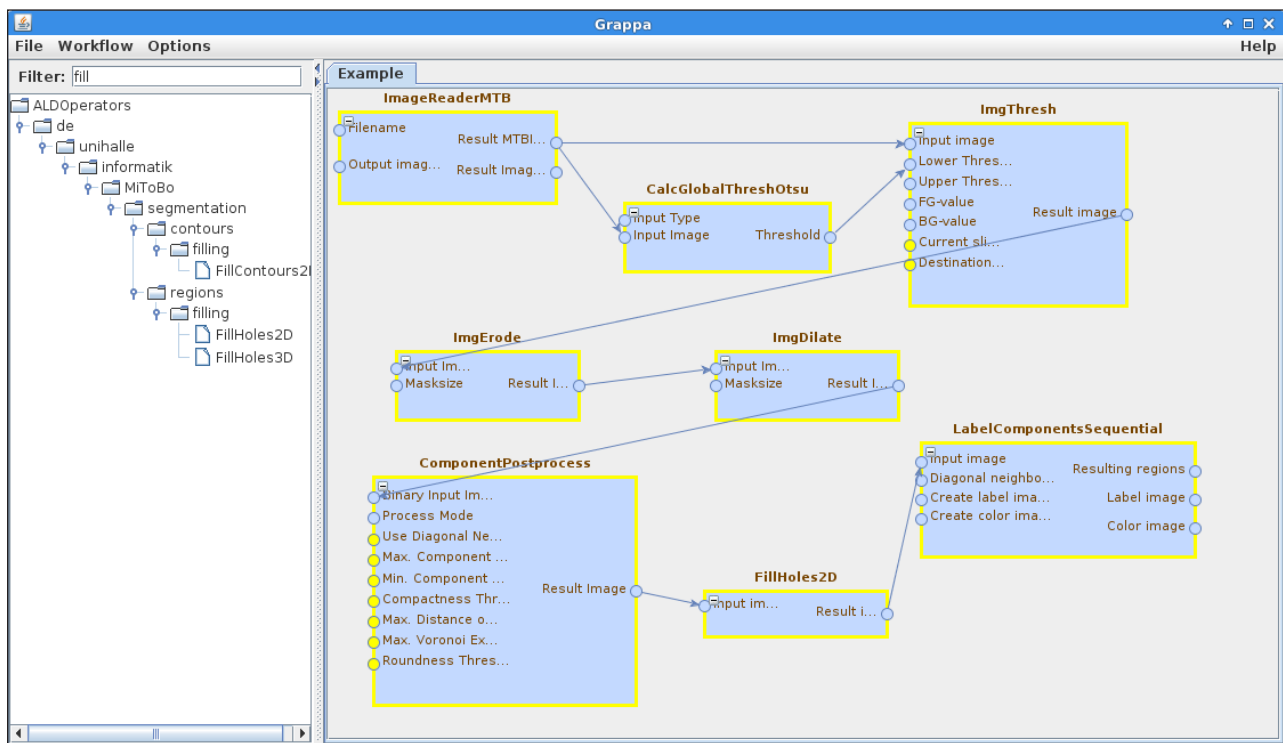 Grappa
File Workflow Options Help
Filter: fill
ALDOperators
de
unihalle
informatik
MiToBo
segmentation
contours
filling
FillContours2
regions
filling
FillHoles2D
FillHoles3D
Example
ImageReaderMTB
Filename
Result MTBI...
Output imag...
Result Imag...
CalcGlobalThreshOtsu
Input Type
Input Image
Threshold
ImgThresh
Input image
Lower Thres...
Upper Thres...
FG-value
BG-value
Current sli...
Destination...
Result image
ImgErode
Input Im...
Masksize
Result I...
ImgDilate
Input Im...
Masksize
Result I...
ComponentPostprocess
Binary Input Im...
Process Mode
Use Diagonal Ne...
Max. Component ...
Min. Component ...
Compactness Thr...
Max. Distance o...
Max. Voronoi Ex...
Roundness Thres...
Result Image
FillHoles2D
Input im...
Result i...
LabelComponentsSequential
Input image
Diagonal neighbo...
Create label ima...
Create color ima...
Resulting regions
Label image
Color image